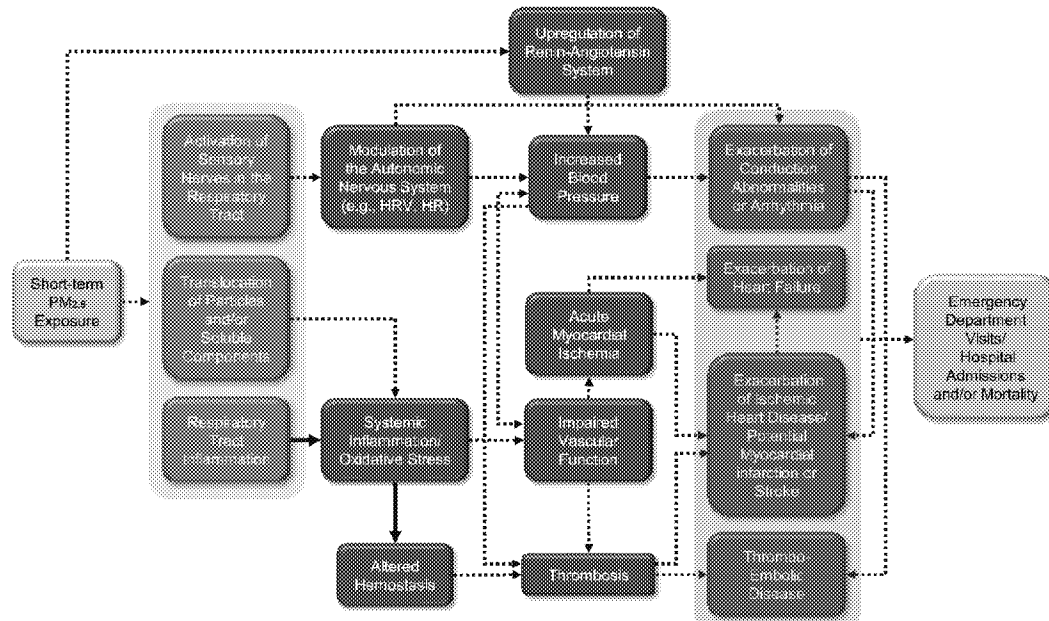 Upregulation of
Renin-Angiotensin
System
Activation of
Sensory
Nerves in the
Respiratory
Tract
Modulation of
the Autonomic
Nervous System
(e.g., HRV, HR)
Increased
Blood
Pressure
Exacerbation of
Conduction
Abnormalities
or Arrhythmia
Short-term
PM2.5
Exposure
Translocation of
Particles
and/or
Soluble
Components
Acute
Myocardial
Ischemia
Exacerbation of
Heart Failure
Emergency
Department
Visits/
Hospital
Admissions
and/or Mortality
Respiratory
Tract
Inflammation
Systemic
Inflammation/
Oxidative Stress
Impaired
Vascular
Function
Exacerbation
of Ischemic
Heart Disease/
Potential
Myocardial
Infarction or
Stroke
Altered
Hemostasis
Thrombosis
Thrombo-
Embolic
Disease